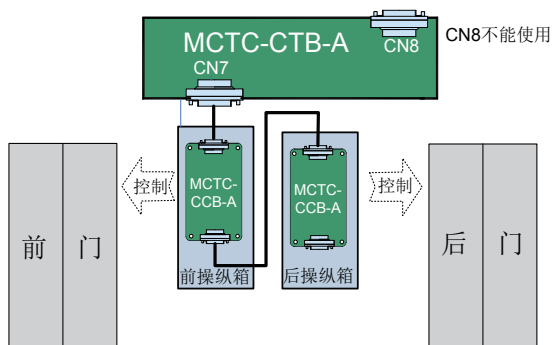 MCTC-CTB-A
CN8
CN8不能使用
CN7
MCTC-
CCB-A
MCTC-
CCB-A
控制
控制
前 门
后 门
前操纵箱
后操纵箱